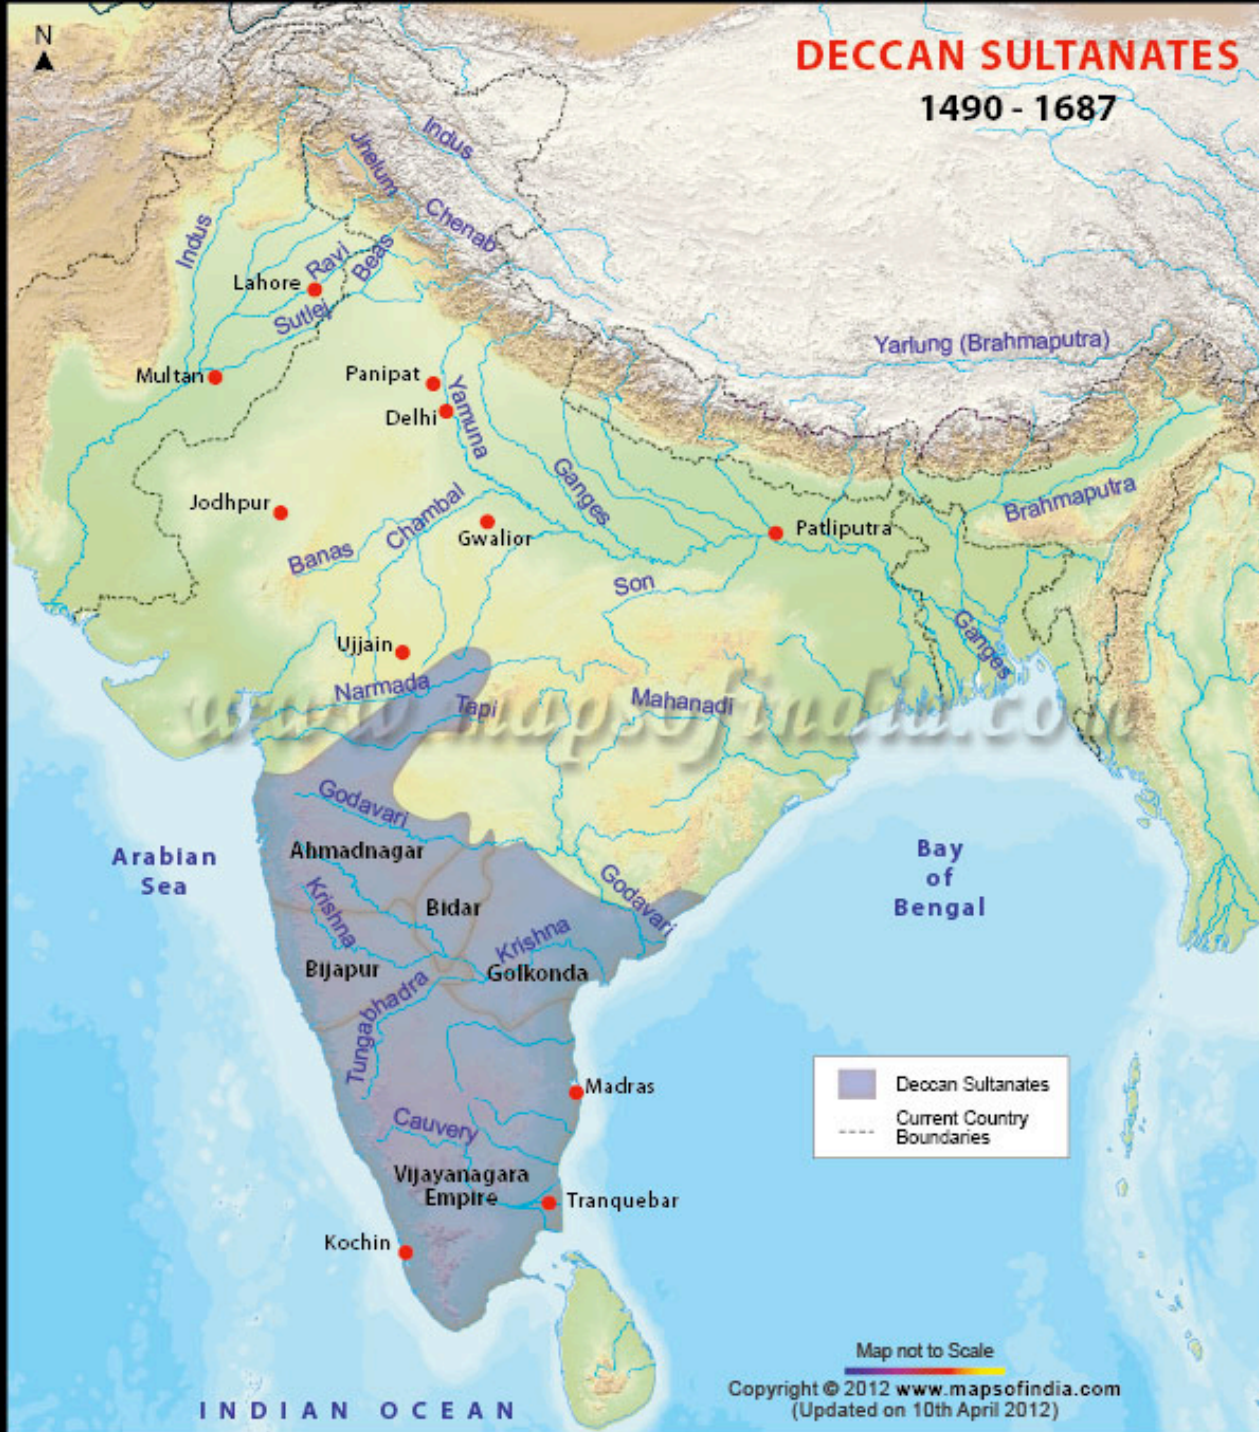 N
DECCAN SULTANATES
1490 - 1687
Indus
Jhelum
Chenab
Indus
Ravi
Beas
Lahore
Sutlej
Yarlung (Brahmaputra)
Multan
Panipat
Delhi
Yamuna
Ganges
Brahmaputra
Jodhpur
Chambal
Banas
Gwalior
Patliputra
Son
Ganges
Ujjain
Narmada
Tapi
Mahanadi
www.mapsofindia.com
Godavari
Arabian
Sea
Ahmadnagar
Bay
of
Bengal
Godavari
Krishna
Bidar
Krishna
Bijapur
Golkonda
Tungabhadra
Madras
Deccan Sultanates
Current Country
Boundaries
Cauvery
Vijayanagara
Empire
Tranquebar
Kochin
Map not to Scale
Copyright © 2012 www.mapsofindia.com
(Updated on 10th April 2012)
INDIAN OCEAN